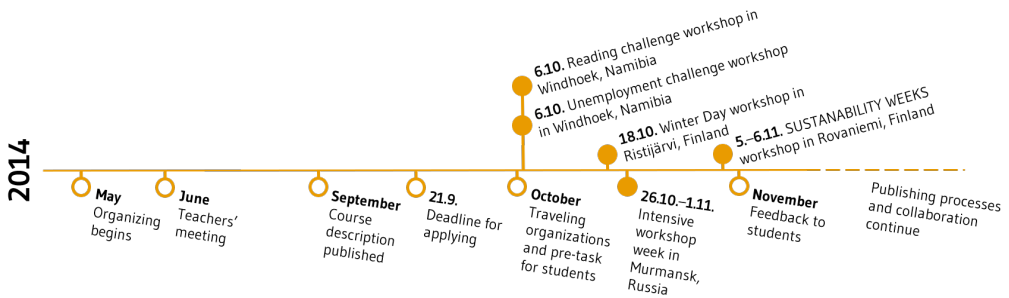 2014
6.10. Reading challenge workshop in
Windhoek, Namibia
6.10. Unemployment challenge workshop
in Windhoek, Namibia
18.10. Winter Day workshop in
Ristijärvi, Finland
5.–6.11. SUSTAINABILITY WEEKS
workshop in Rovaniemi, Finland
May
Organizing
begins
June
Teachers’
meeting
September
Course
description
published
21.9.
Deadline for
applying
October
Traveling
organizations
and pre-task
for students
26.10.–1.11.
Intensive
workshop
week in
Murmansk,
Russia
November
Feedback to
students
Publishing processes
and collaboration
continue